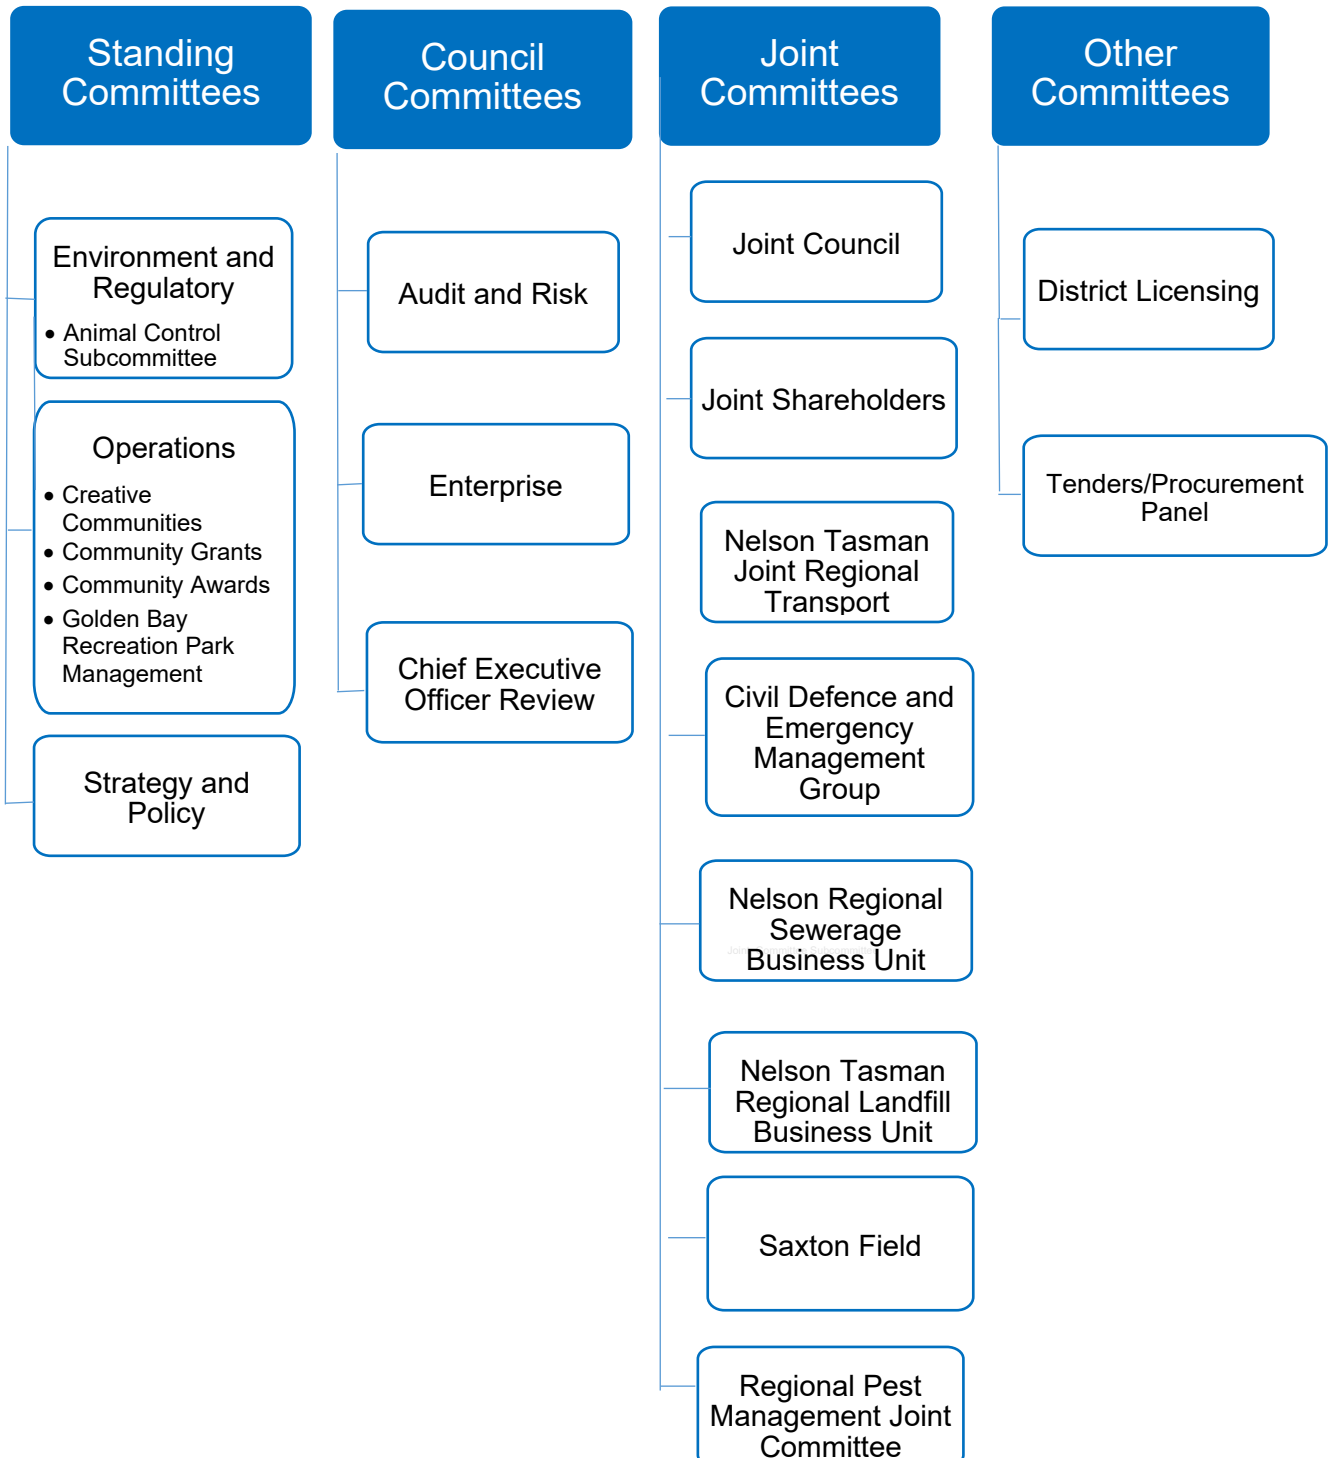 Standing
Committees
Environment and
Regulatory
• Animal Control
Subcommittee
Operations
• Creative
Communities
• Community Grants
• Community Awards
• Golden Bay
Recreation Park
Management
Strategy and
Policy
Council
Committees
Audit and Risk
Enterprise
Chief Executive
Officer Review
Joint
Committees
Joint Council
Joint Shareholders
Nelson Tasman
Joint Regional
Transport
Civil Defence and
Emergency
Management
Group
Nelson Regional
Sewerage
Business Unit
Nelson Tasman
Regional Landfill
Business Unit
Saxton Field
Regional Pest
Management Joint
Committee
Other
Committees
District Licensing
Tenders/Procurement
Panel